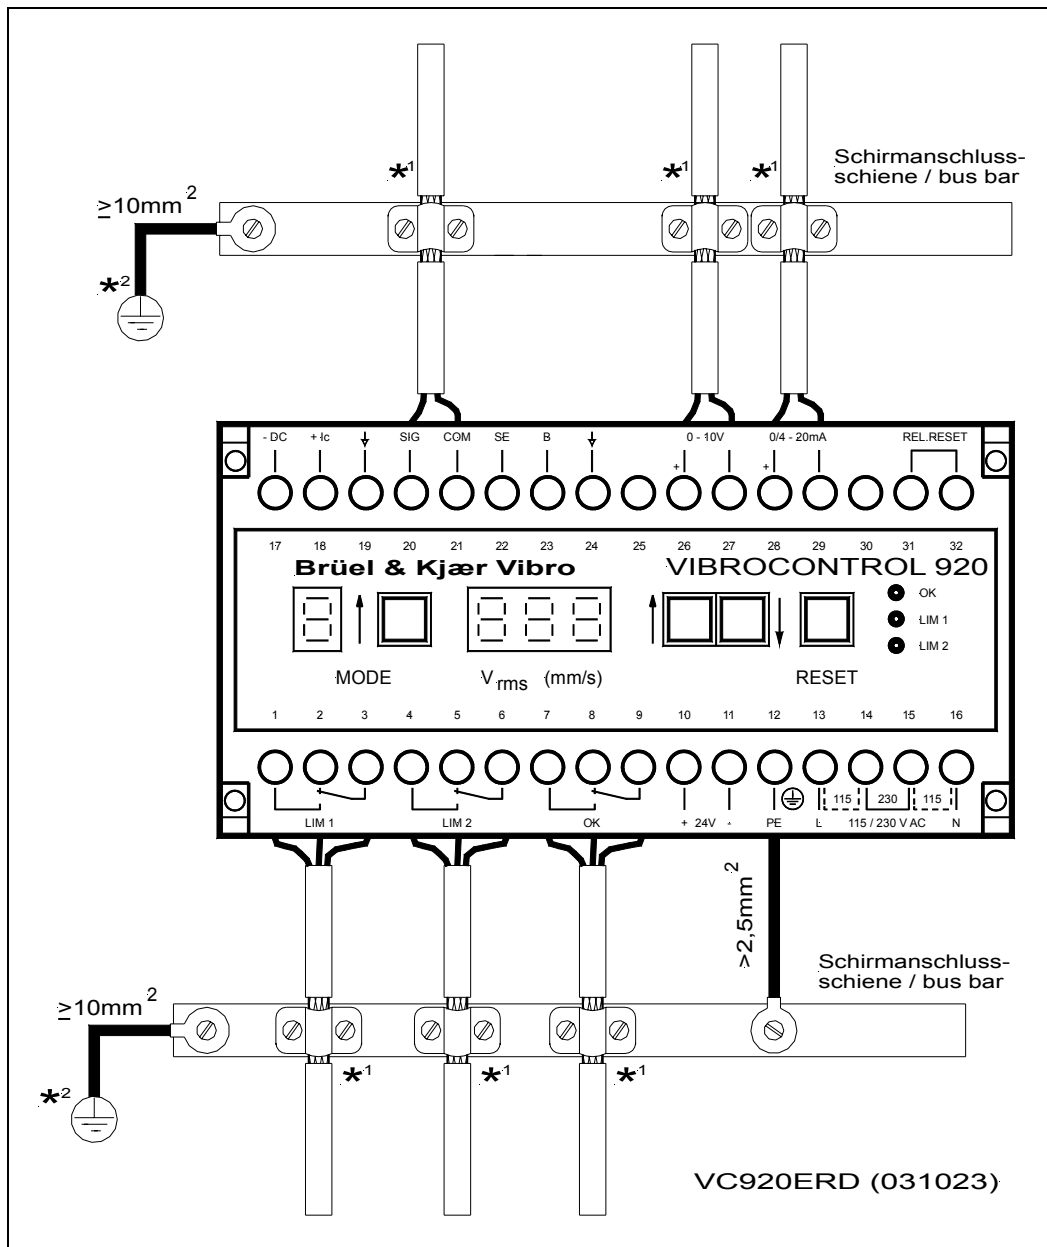 *1 *1 *1
Schirmanschluss-
schiene / bus bar
≥10mm2
*2
- DC + Ic SIG COM SE B 0 - 10V 0/4 - 20mA REL.RESET
+ +
17 18 19 20 21 22 23 24 25 26 27 28 29 30 31 32
Brüel & Kjær Vibro VIBROCONTROL 920
OK
LIM 1
LIM 2
MODE Vrms (mm/s) RESET
1 2 3 4 5 6 7 8 9 10 11 12 13 14 15 16
115 230 115
LIM 1 LIM 2 OK + 24V - PE L 115 / 230 V AC N
>2,5mm2
Schirmanschluss-
schiene / bus bar
≥10mm2
*1 *1 *1
*2
VC920ERD (031023)